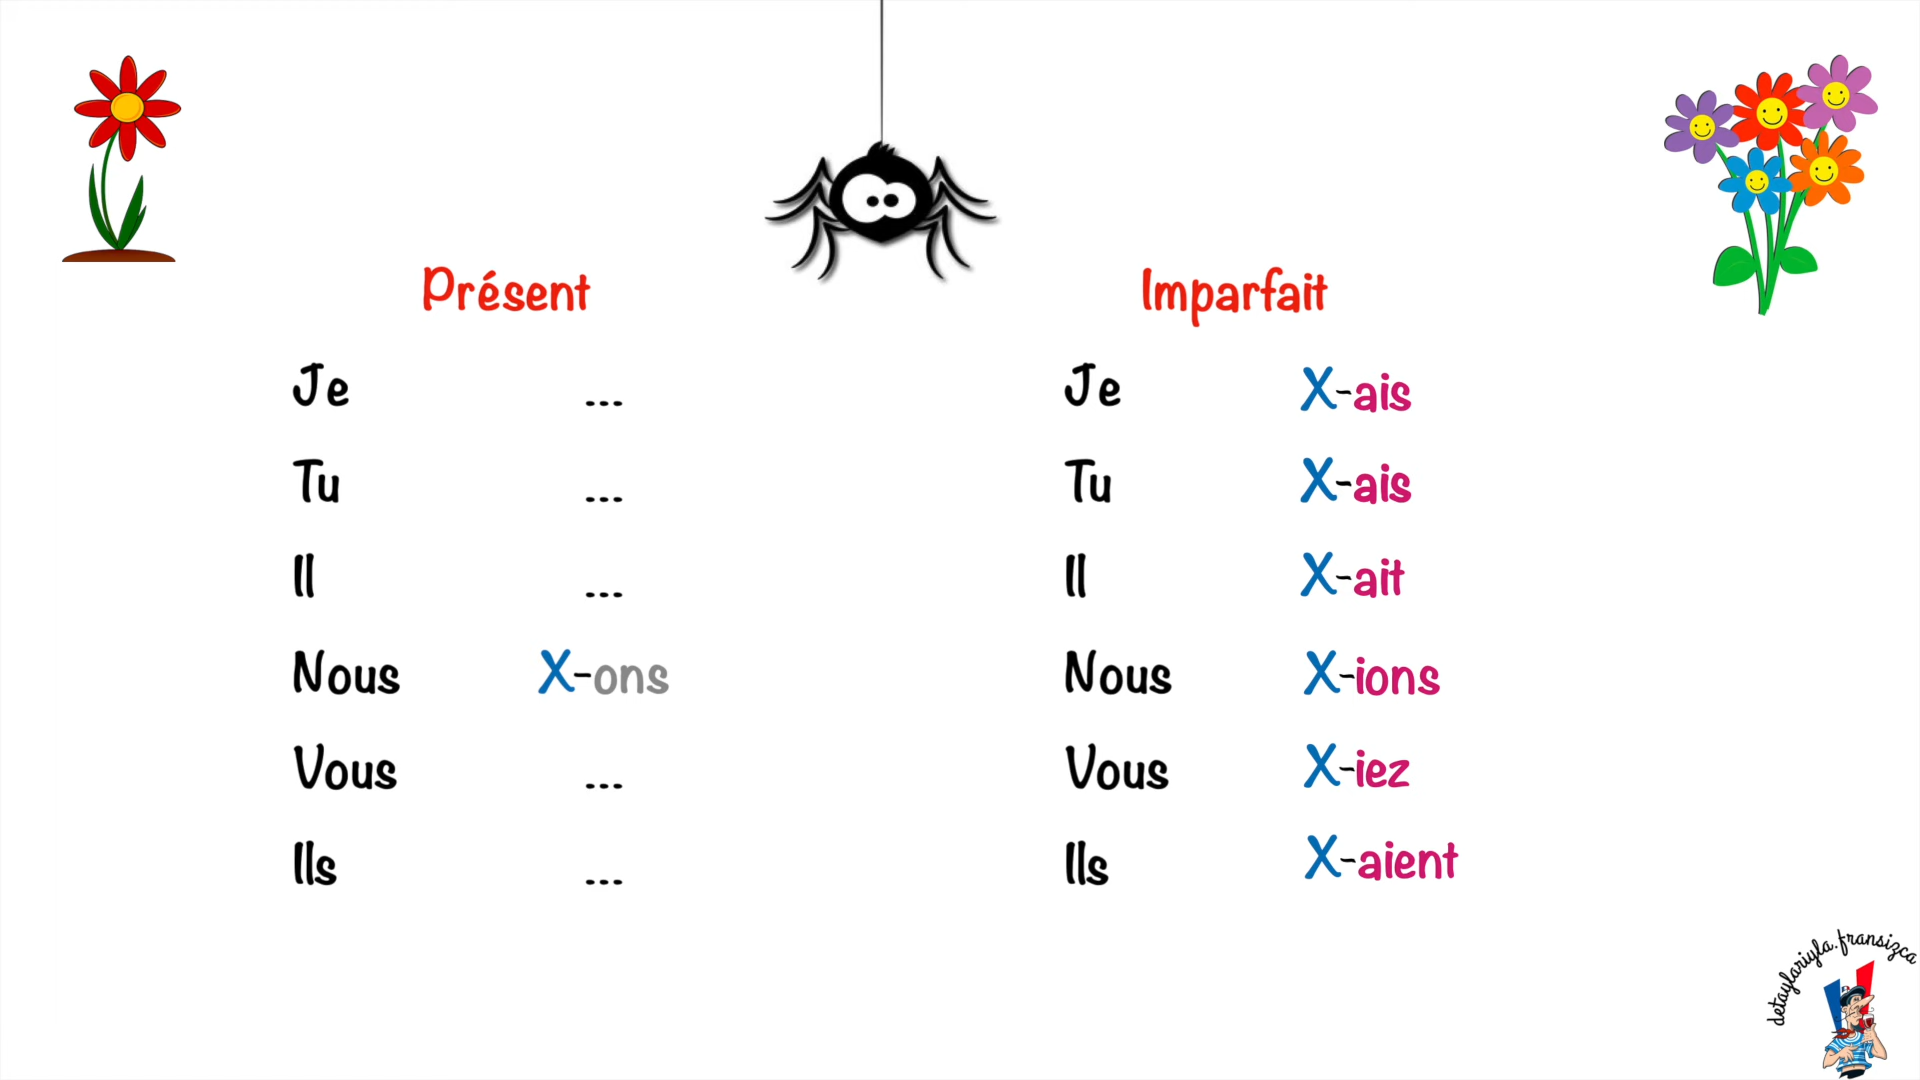 Présent Imparfait
Je ... Je X-ais
Tu ... Tu X-ais
Il ... Il X-ait
Nous X-ons Nous X-ions
Vous ... Vous X-iez
Ils ... Ils X-aient
detaylariyla.fransizca